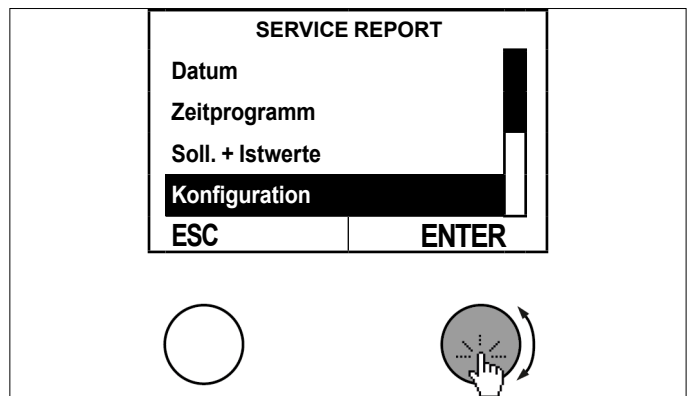 SERVICE REPORT
Datum
Zeitprogramm
Soll. + Istwerte
Konfiguration
ESC ENTER